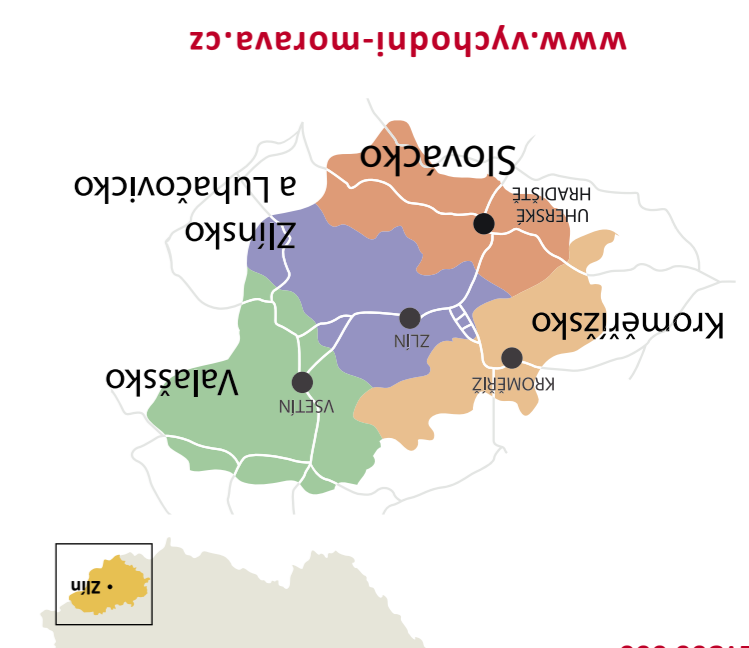 Zlín
VSETÍN
Valašsko
KROMĚŘÍŽ
ZLÍN
Kroměřížsko
Zlínsko
a Luhačovicko
UHERSKÉ
HRADIŠTĚ
Slovácko
www.vychodni-morava.cz